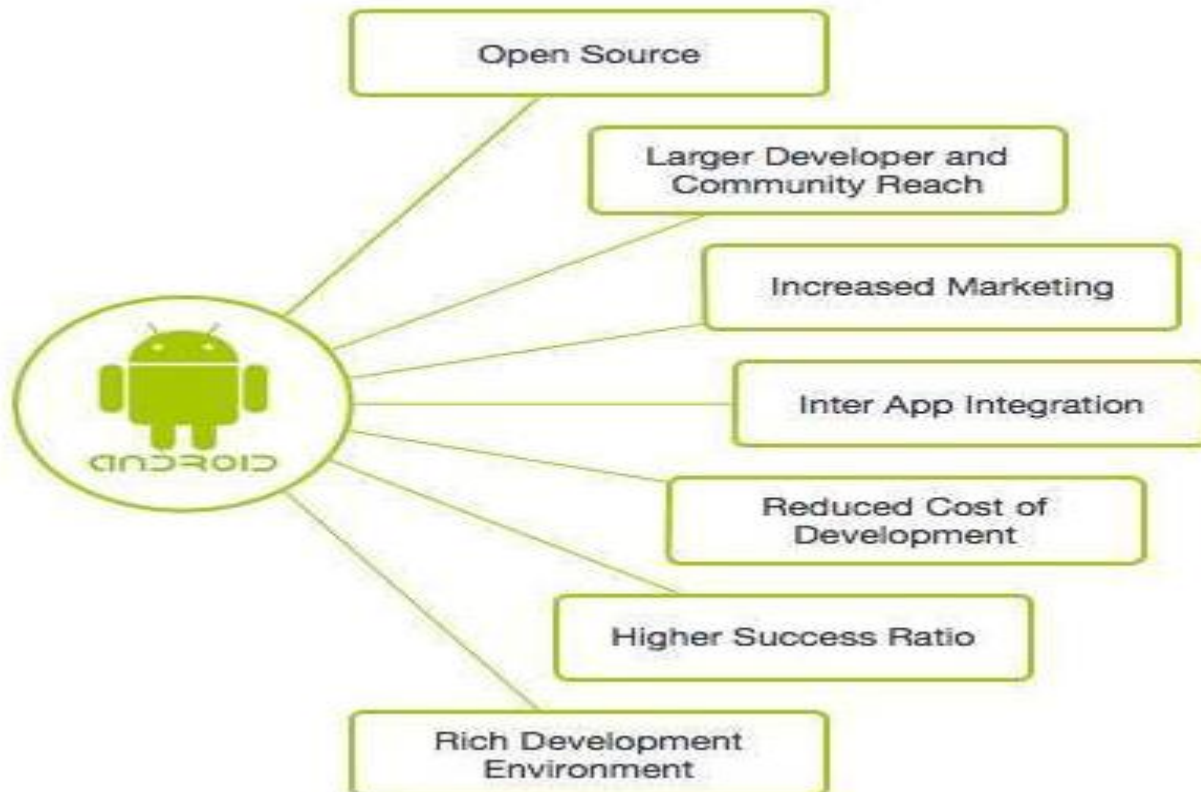 Open Source
Larger Developer and
Community Reach
Increased Marketing
Inter App Integration
ANDROID
Reduced Cost of
Development
Higher Success Ratio
Rich Development
Environment